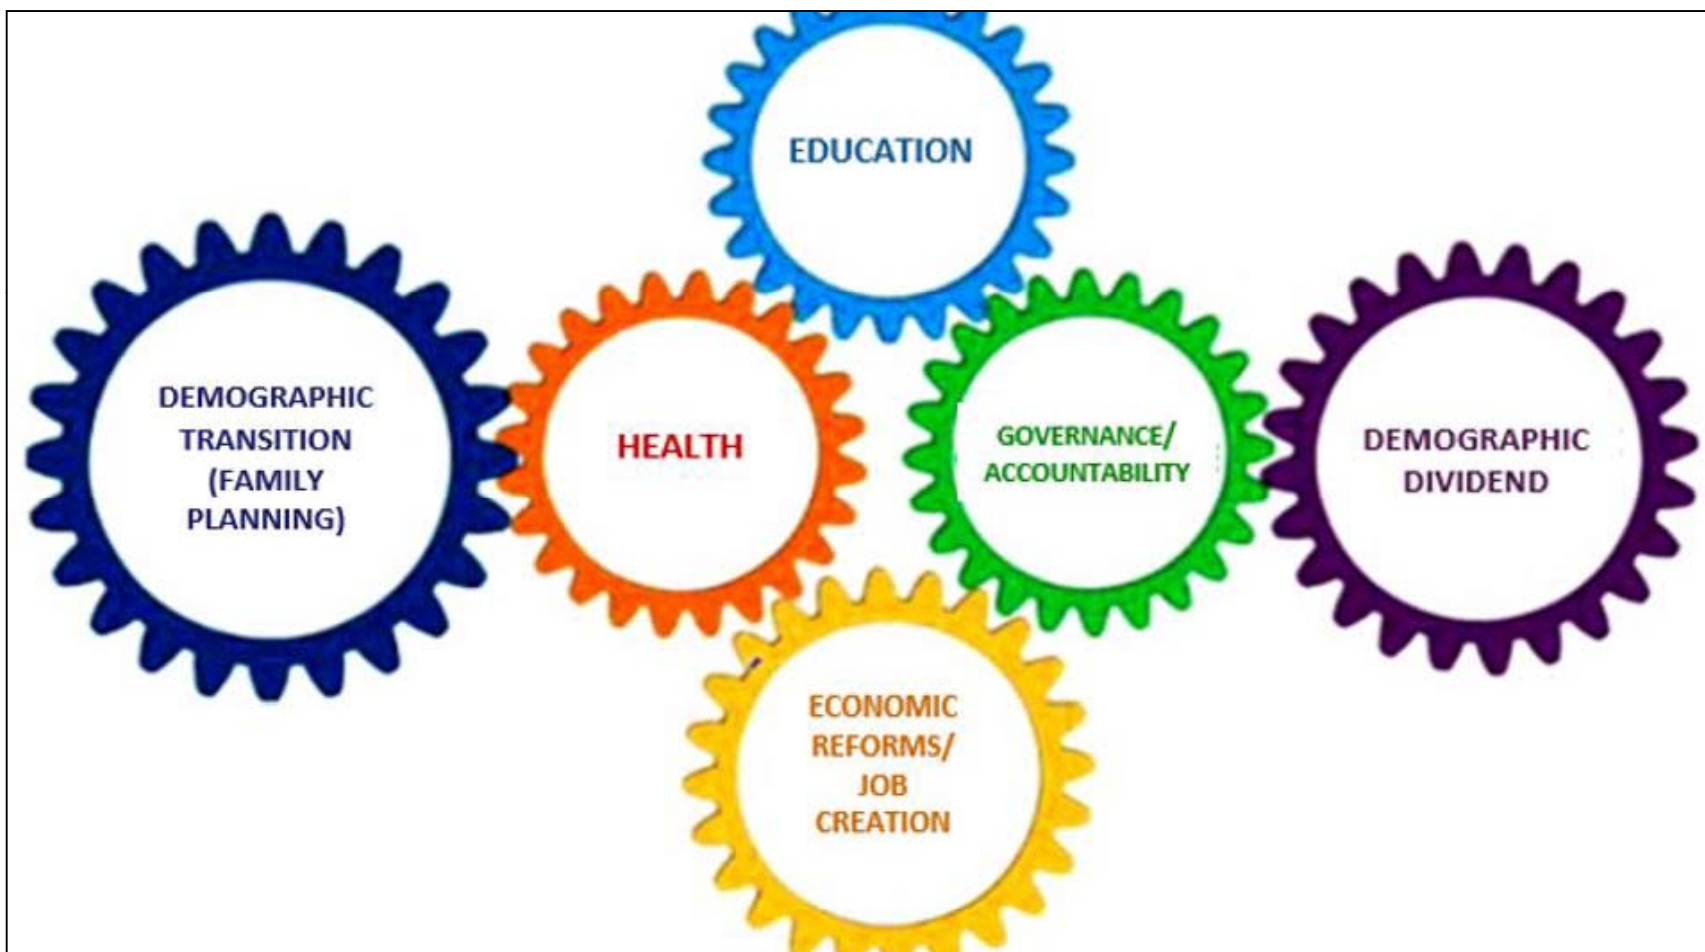 EDUCATION
DEMOGRAPHIC
TRANSITION
(FAMILY
PLANNING)
HEALTH
GOVERNANCE/
ACCOUNTABILITY
DEMOGRAPHIC
DIVIDEND
ECONOMIC
REFORMS/
JOB
CREATION